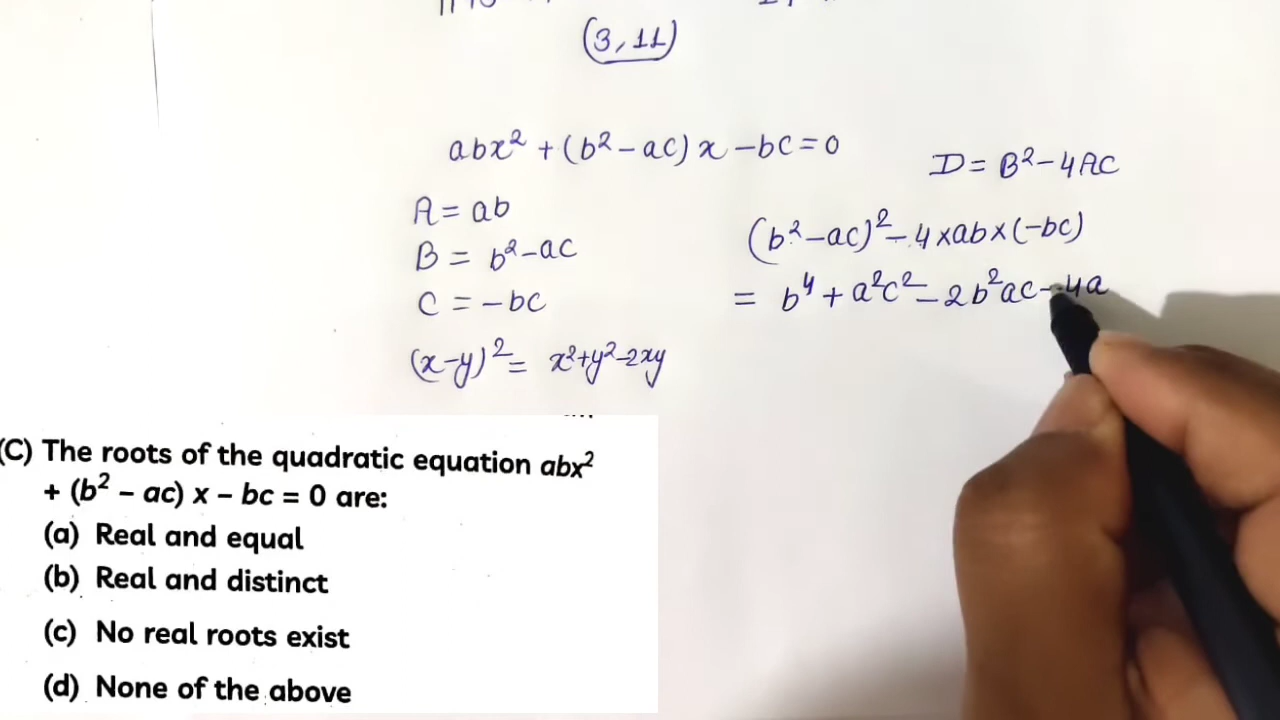 (3, 11)
abx² + (b² – ac) x – bc = 0
D = B² – 4AC
A = ab
B = b² – ac
C = –bc
(x–y)² = x²+y²–2xy
(b² – ac)² – 4×ab×(–bc)
= b⁴ + a²c² – 2b²ac – 4a
(C) The roots of the quadratic equation abx²
+ (b² – ac) x – bc = 0 are:
(a) Real and equal
(b) Real and distinct
(c) No real roots exist
(d) None of the above